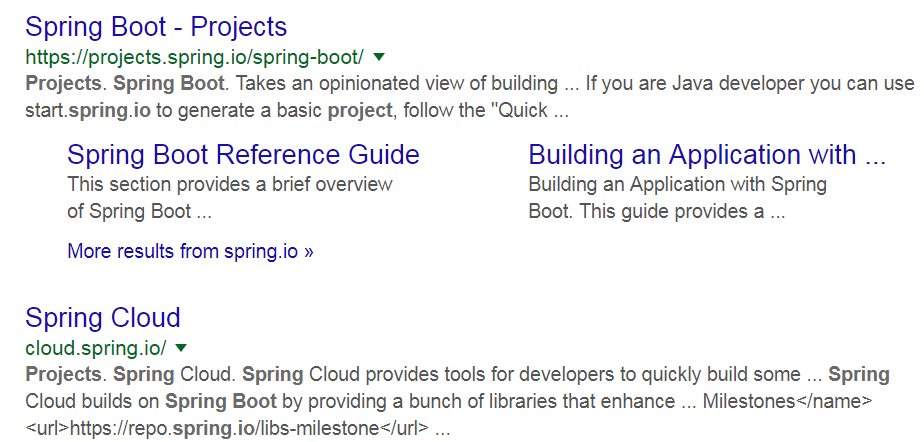 Spring Boot - Projects
https://projects.spring.io/spring-boot/
Projects. Spring Boot. Takes an opinionated view of building ... If you are Java developer you can use
start.spring.io to generate a basic project, follow the "Quick ...
Spring Boot Reference Guide
This section provides a brief overview
of Spring Boot ...
Building an Application with ...
Building an Application with Spring
Boot. This guide provides a ...
More results from spring.io »
Spring Cloud
cloud.spring.io/
Projects. Spring Cloud. Spring Cloud provides tools for developers to quickly build some ... Spring
Cloud builds on Spring Boot by providing a bunch of libraries that enhance ... Milestones</name>
<url>https://repo.spring.io/libs-milestone</url> ...